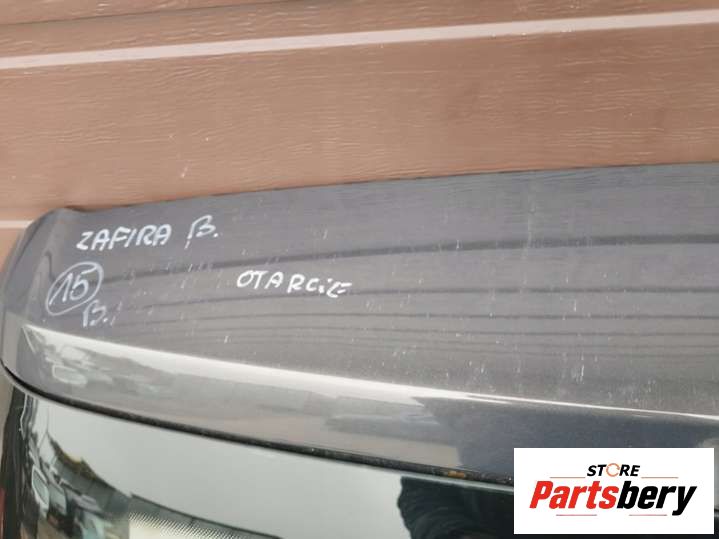 ZAFIRA B.
15
B.
OTARCIE
STORE
Partsbery